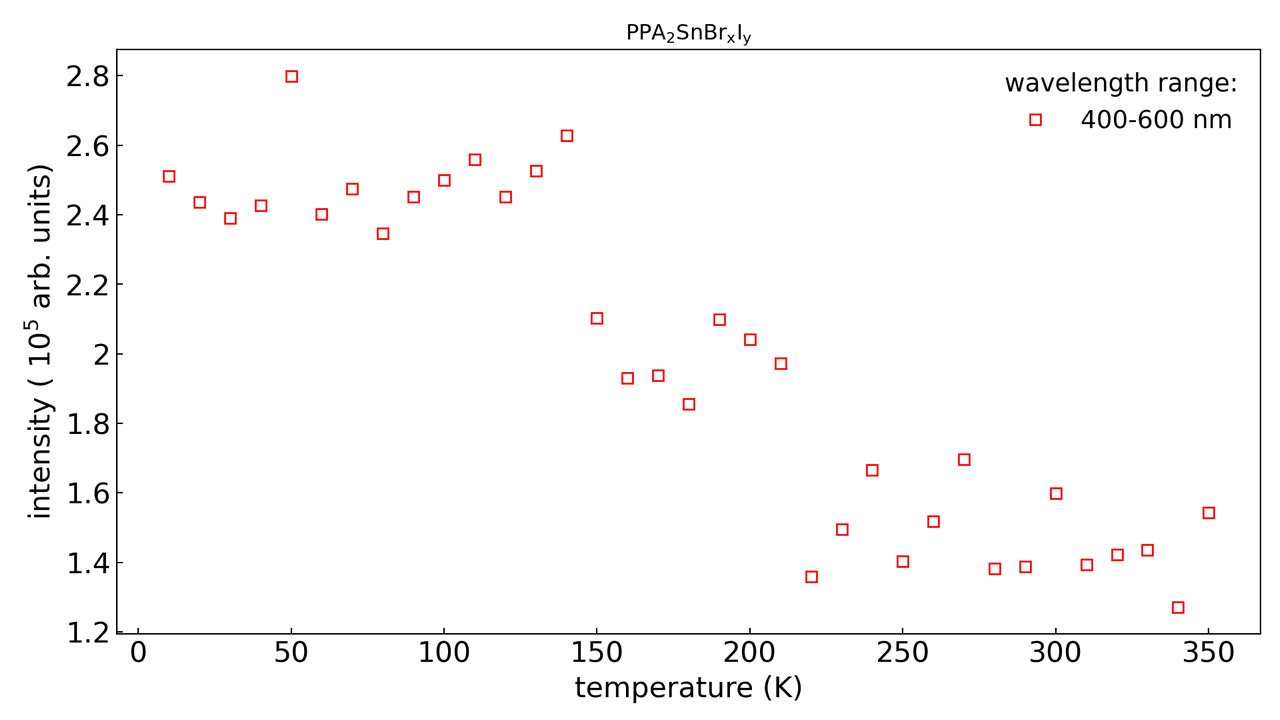 PPA₂SnBrₓIᵧ
wavelength range:
400-600 nm
intensity ( 10⁵ arb. units)
2.8
2.6
2.4
2.2
2
1.8
1.6
1.4
1.2
0 50 100 150 200 250 300 350
temperature (K)